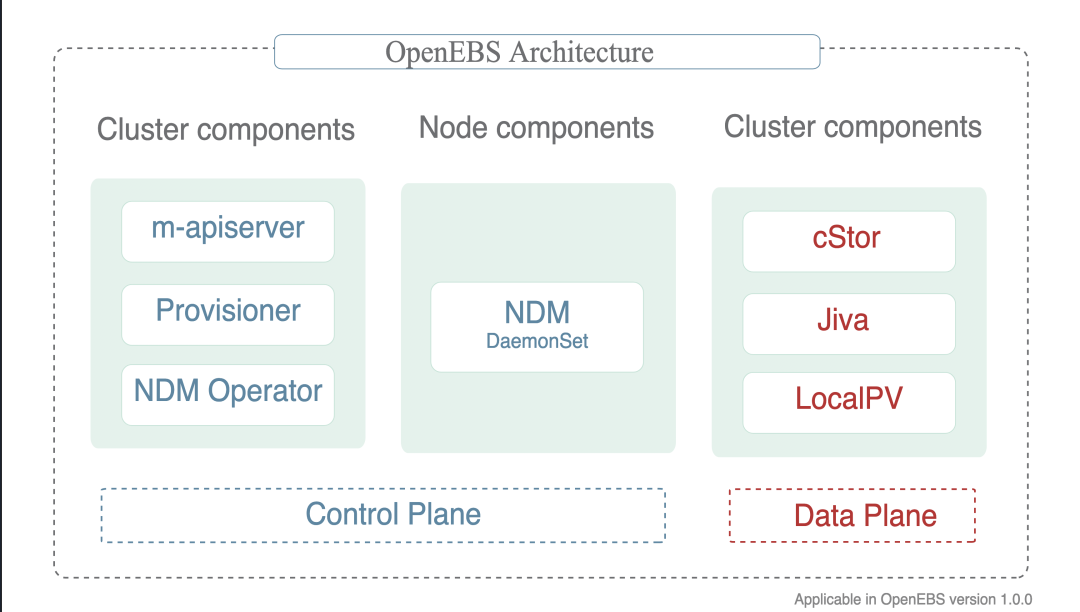 OpenEBS Architecture
Cluster components
m-apiserver
Provisioner
NDM Operator
Node components
NDM
DaemonSet
Cluster components
cStor
Jiva
LocalPV
Control Plane
Data Plane
Applicable in OpenEBS version 1.0.0